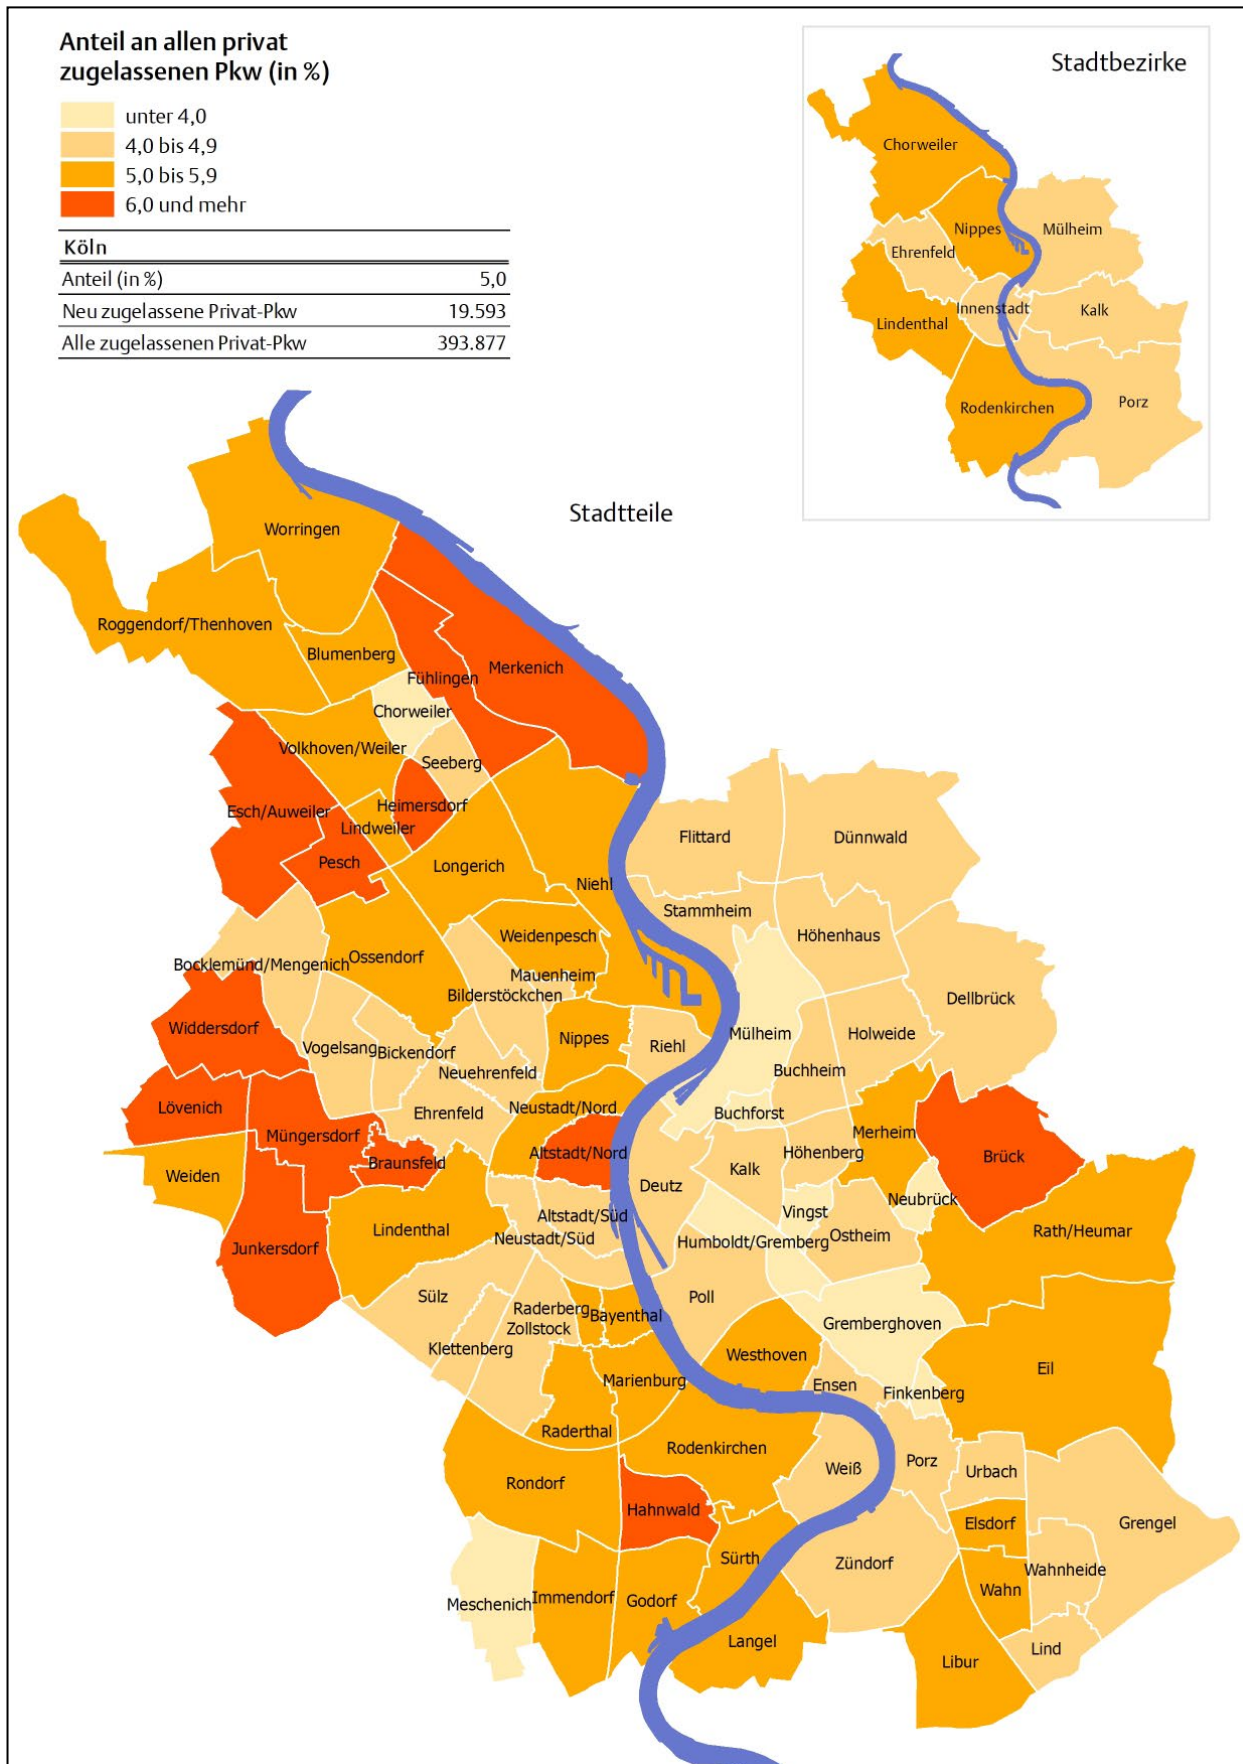 Anteil an allen privat
zugelassenen Pkw (in %)
unter 4,0
4,0 bis 4,9
5,0 bis 5,9
6,0 und mehr
Köln
Anteil (in %) 5,0
Neu zugelassene Privat-Pkw 19.593
Alle zugelassenen Privat-Pkw 393.877
Stadtbezirke
Chorweiler
Nippes
Mülheim
Ehrenfeld
Innenstadt
Kalk
Lindenthal
Rodenkirchen
Porz
Stadtteile
Worringen
Roggendorf/Thenhoven
Blumenberg
Merkenich
Fühlingen
Chorweiler
Volkhoven/Weiler
Seeberg
Heimersdorf
Esch/Auweiler
Lindweiler
Pesch
Longerich
Niehl
Flittard
Dünnwald
Stammheim
Höhenhaus
Weidenpesch
Ossendorf
Bocklemünd/Mengenich
Mauenheim
Bilderstöckchen
Dellbrück
Widdersdorf
Vogelsang
Bickendorf
Nippes
Riehl
Mülheim
Holweide
Neuehrenfeld
Buchheim
Lövenich
Ehrenfeld
Neustadt/Nord
Buchforst
Müngersdorf
Braunsfeld
Altstadt/Nord
Merheim
Höhenberg
Brück
Weiden
Kalk
Deutz
Neubrück
Vingst
Lindenthal
Altstadt/Süd
Neustadt/Süd
Junkersdorf
Humboldt/Gremberg
Ostheim
Rath/Heumar
Sülz
Poll
Raderberg
Bayenthal
Zollstock
Gremberghoven
Klettenberg
Westhoven
Eil
Marienburg
Ensen
Finkenberg
Raderthal
Rodenkirchen
Weiß
Porz
Urbach
Rondorf
Hahnwald
Elsdorf
Grengel
Sürth
Zündorf
Wahnheide
Wahn
Meschenich
Immendorf
Godorf
Langel
Libur
Lind